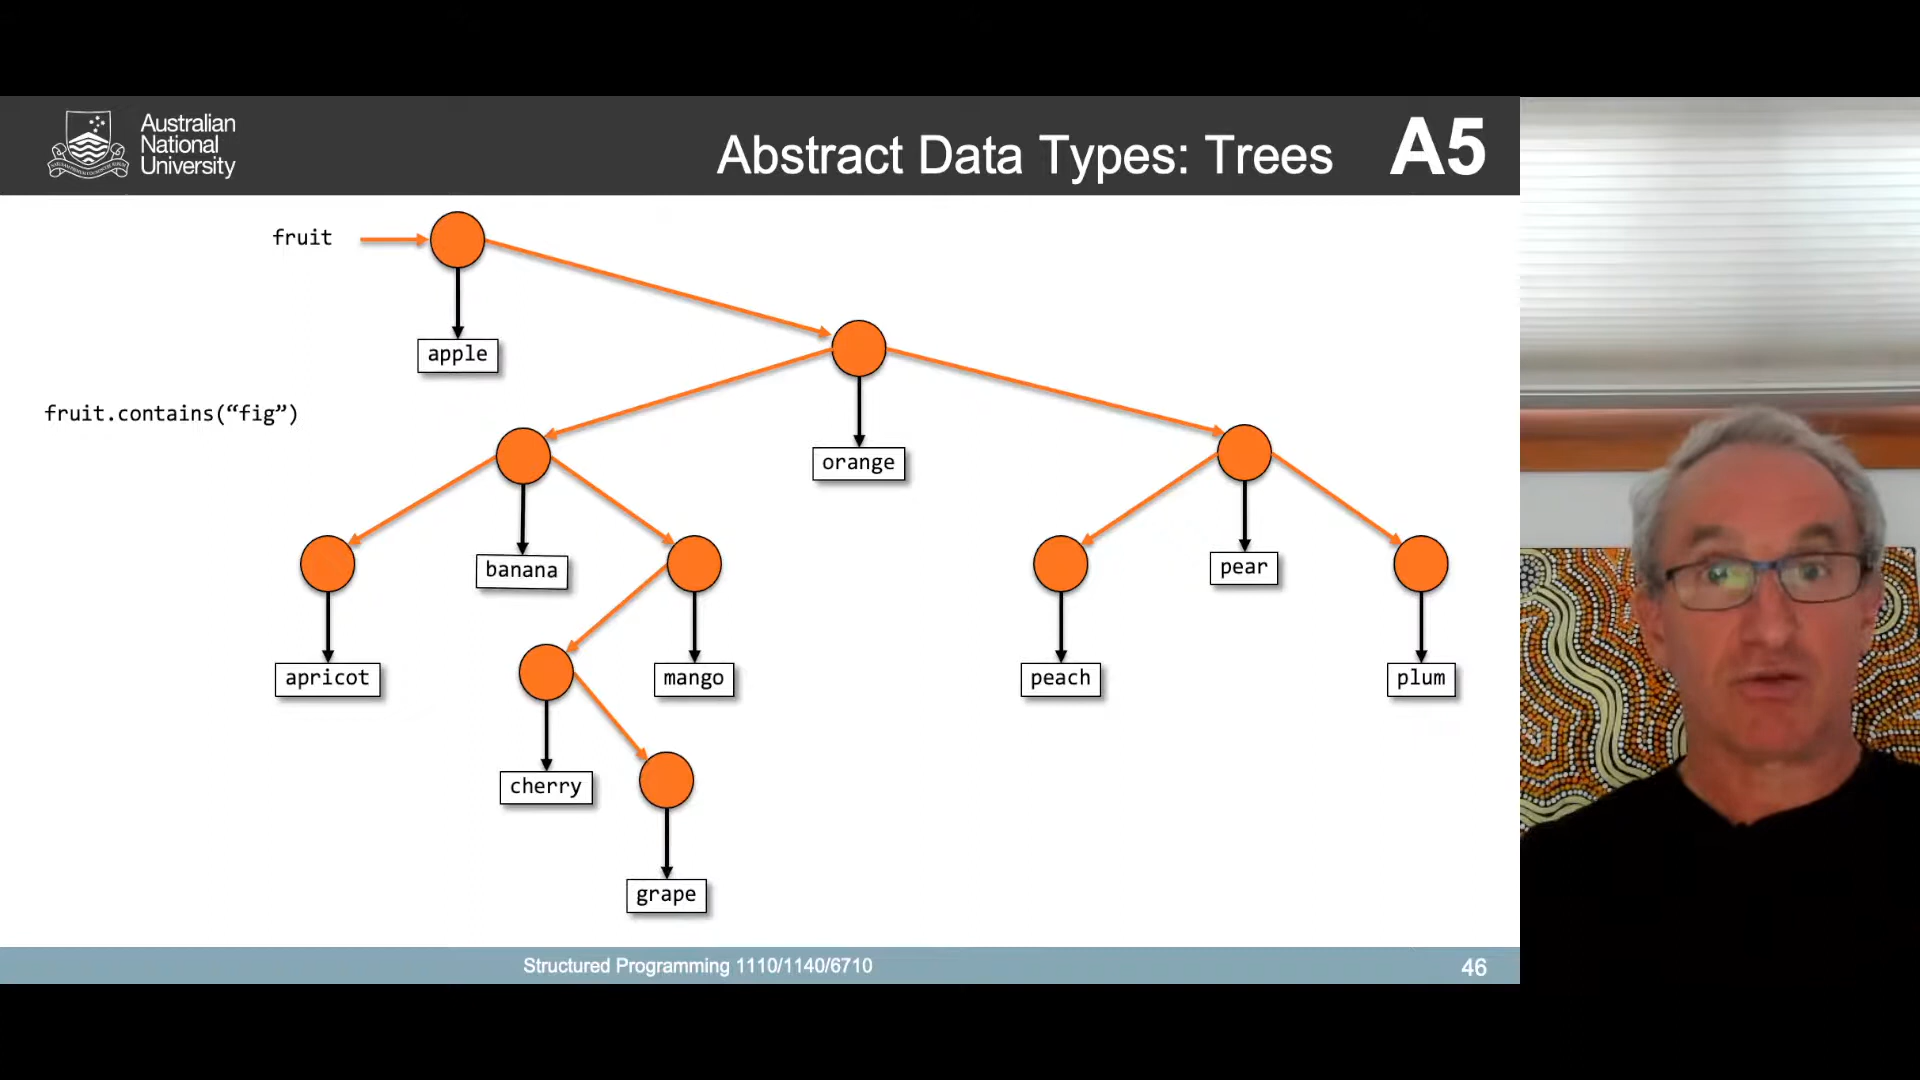 Australian
National
University
Abstract Data Types: Trees
A5
fruit
apple
fruit.contains(“fig”)
orange
banana
pear
apricot
mango
peach
plum
cherry
grape
Structured Programming 1110/1140/6710
46